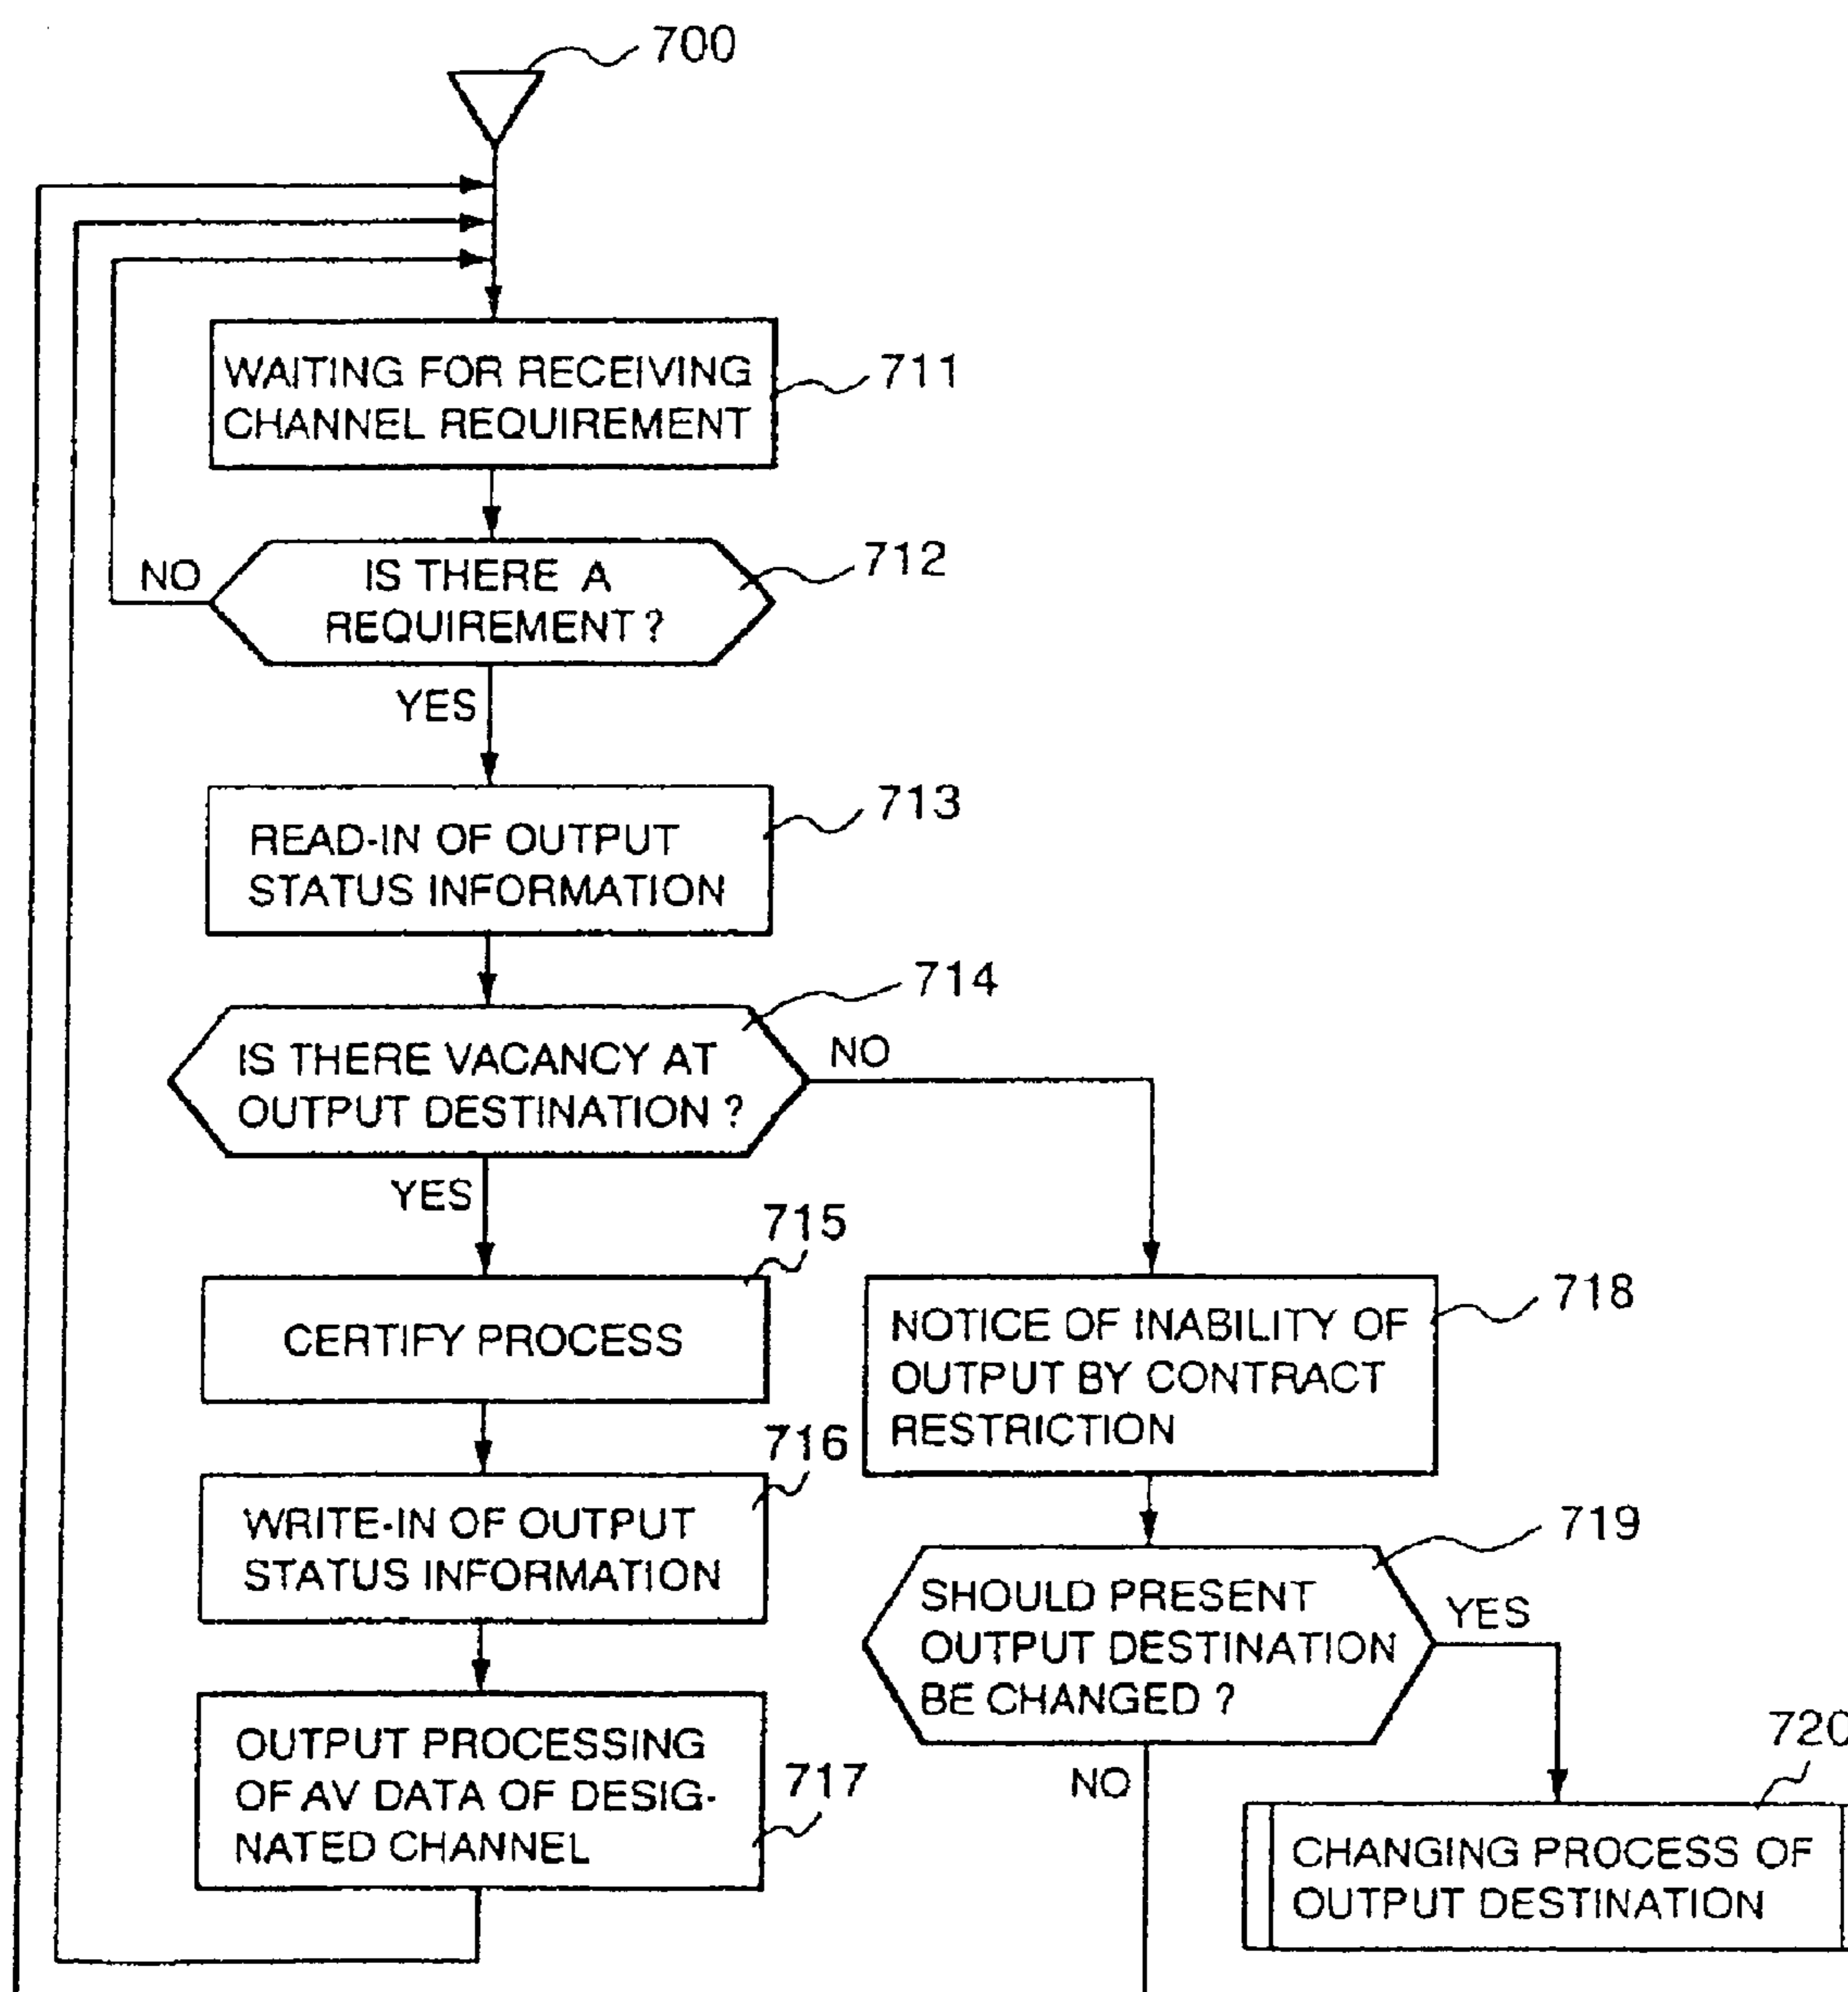 700
WAITING FOR RECEIVING
CHANNEL REQUIREMENT
711
NO
IS THERE A
REQUIREMENT ?
712
YES
READ-IN OF OUTPUT
STATUS INFORMATION
713
714
IS THERE VACANCY AT
OUTPUT DESTINATION ?
NO
YES
715
CERTIFY PROCESS
NOTICE OF INABILITY OF
OUTPUT BY CONTRACT
RESTRICTION
718
716
WRITE-IN OF OUTPUT
STATUS INFORMATION
719
SHOULD PRESENT
OUTPUT DESTINATION
BE CHANGED ?
YES
NO
OUTPUT PROCESSING
OF AV DATA OF DESIG-
NATED CHANNEL
717
720
CHANGING PROCESS OF
OUTPUT DESTINATION